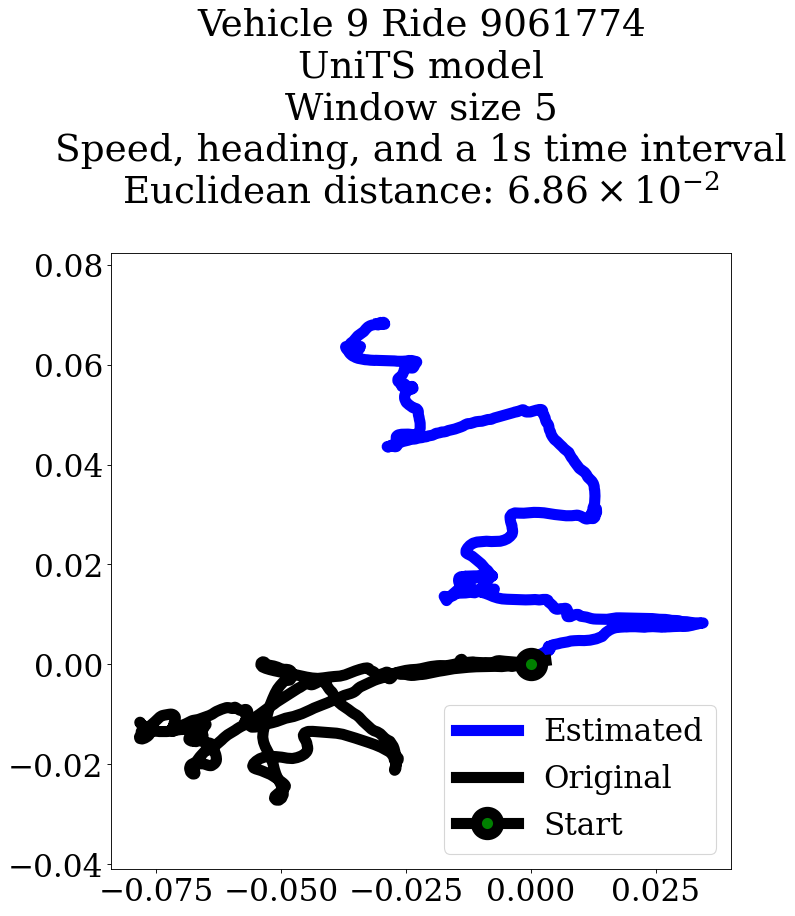 Vehicle 9 Ride 9061774
UniTS model
Window size 5
Speed, heading, and a 1s time interval
Euclidean distance: 6.86 × 10⁻²
0.08
0.06
0.04
0.02
0.00
−0.02
−0.04
Estimated
Original
Start
−0.075 −0.050 −0.025 0.000 0.025